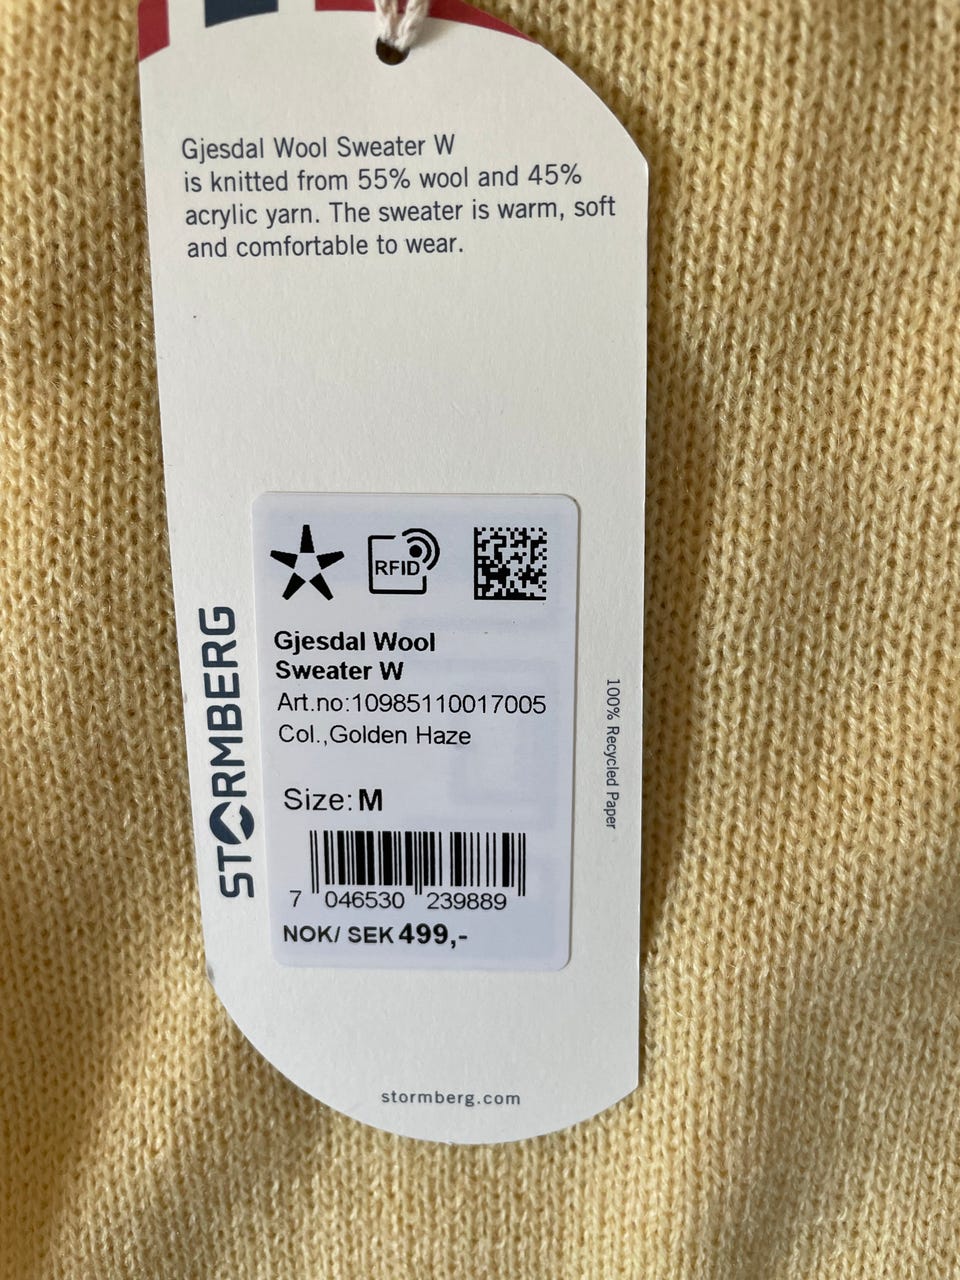 Gjesdal Wool Sweater W
is knitted from 55% wool and 45%
acrylic yarn. The sweater is warm, soft
and comfortable to wear.
STORMBERG
RFID
Gjesdal Wool
Sweater W
Art.no:10985110017005
Col.,Golden Haze
Size: M
7 046530 239889
NOK/ SEK 499,-
100% Recycled Paper
stormberg.com